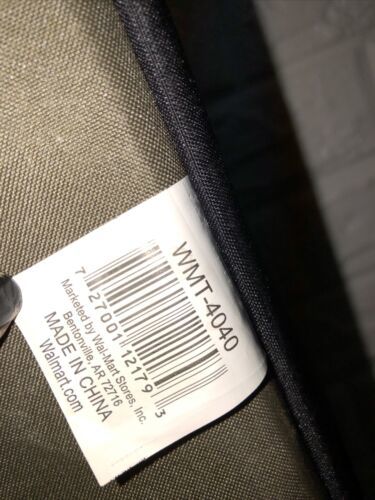 WMT-4040
7 27001 12179 3
Marketed by Wal-Mart Stores, Inc.
Bentonville, AR 72716
MADE IN CHINA
Walmart.com